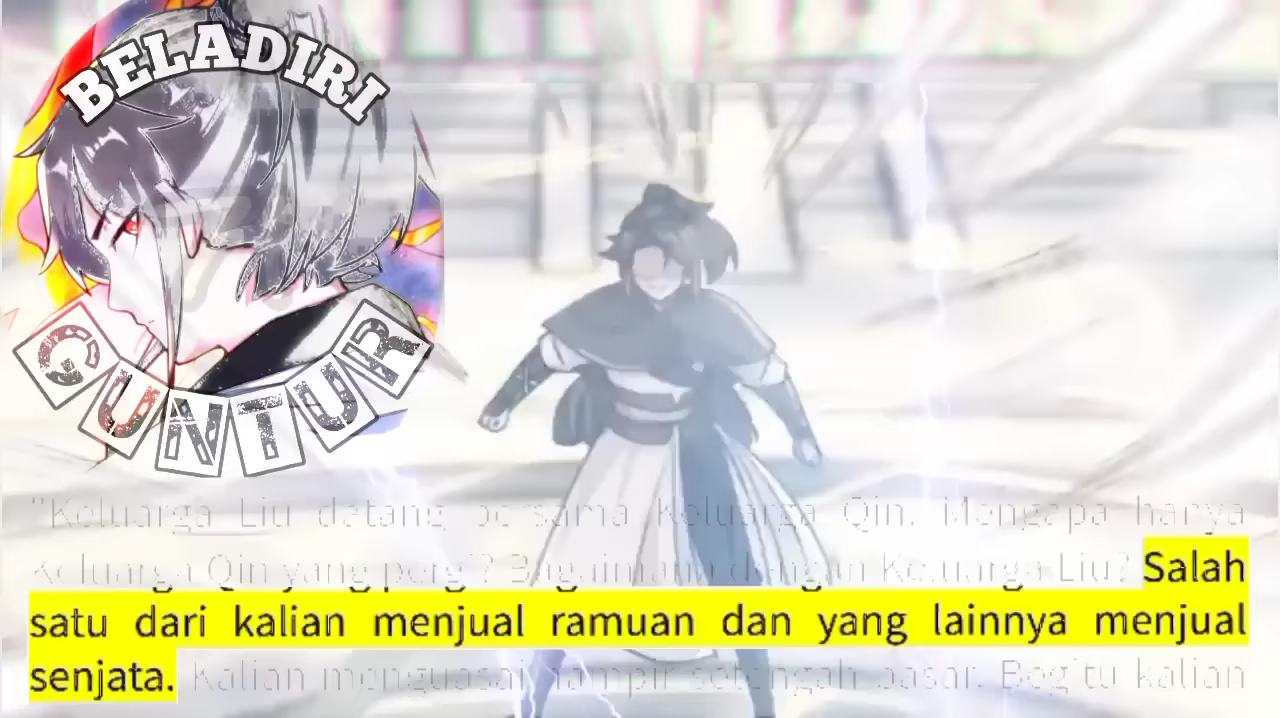 BELADIRI
GUNTUR
"Keluarga Liu datang bersama Keluarga Qin. Mengapa hanya
Keluarga Qin yang pergi? Bagaimana dengan Keluarga Liu? Salah
satu dari kalian menjual ramuan dan yang lainnya menjual
senjata. Kalian menguasai hampir setengah pasar. Begitu kalian